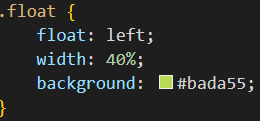 .float {
    float: left;
    width: 40%;
    background: #bada55;
}